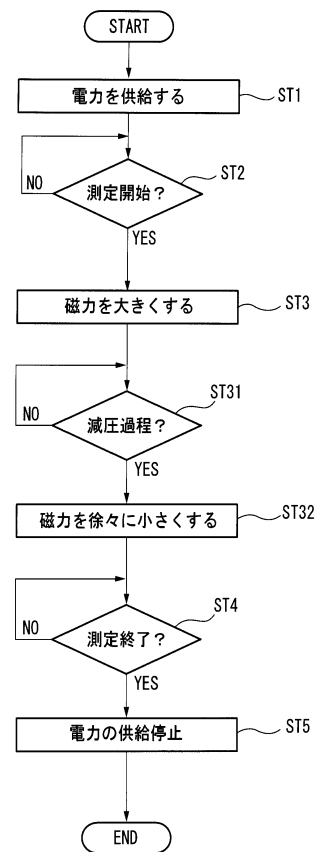 START
電力を供給する
ST1
測定開始?
ST2
NO
YES
磁力を大きくする
ST3
減圧過程?
ST31
NO
YES
磁力を徐々に小さくする
ST32
測定終了?
ST4
NO
YES
電力の供給停止
ST5
END